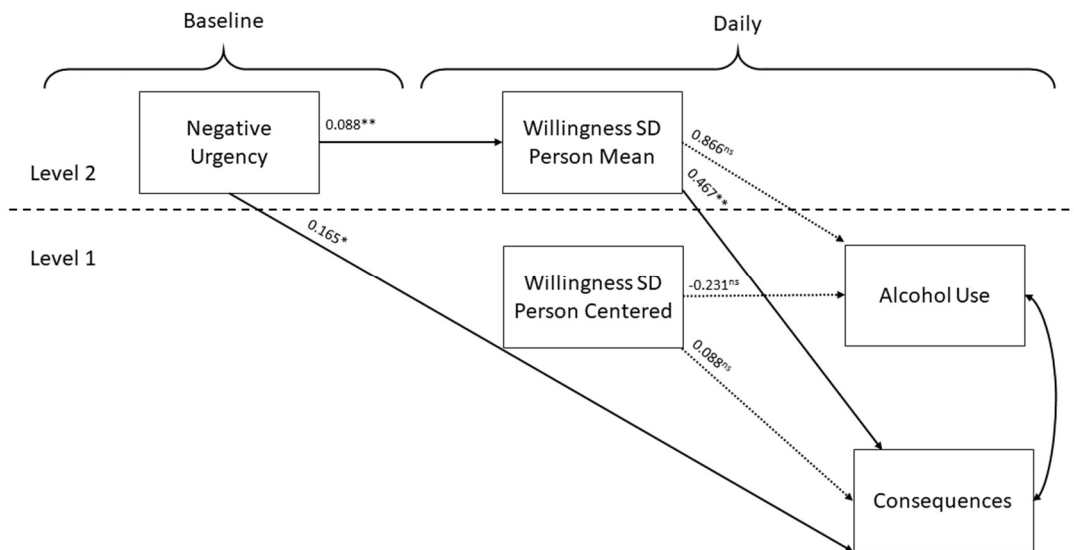 Baseline
Daily
Negative
Urgency
0.088**
Willingness SD
Person Mean
0.866ns
0.467**
Level 2
0.165*
Level 1
Willingness SD
Person Centered
-0.231ns
Alcohol Use
0.088ns
Consequences